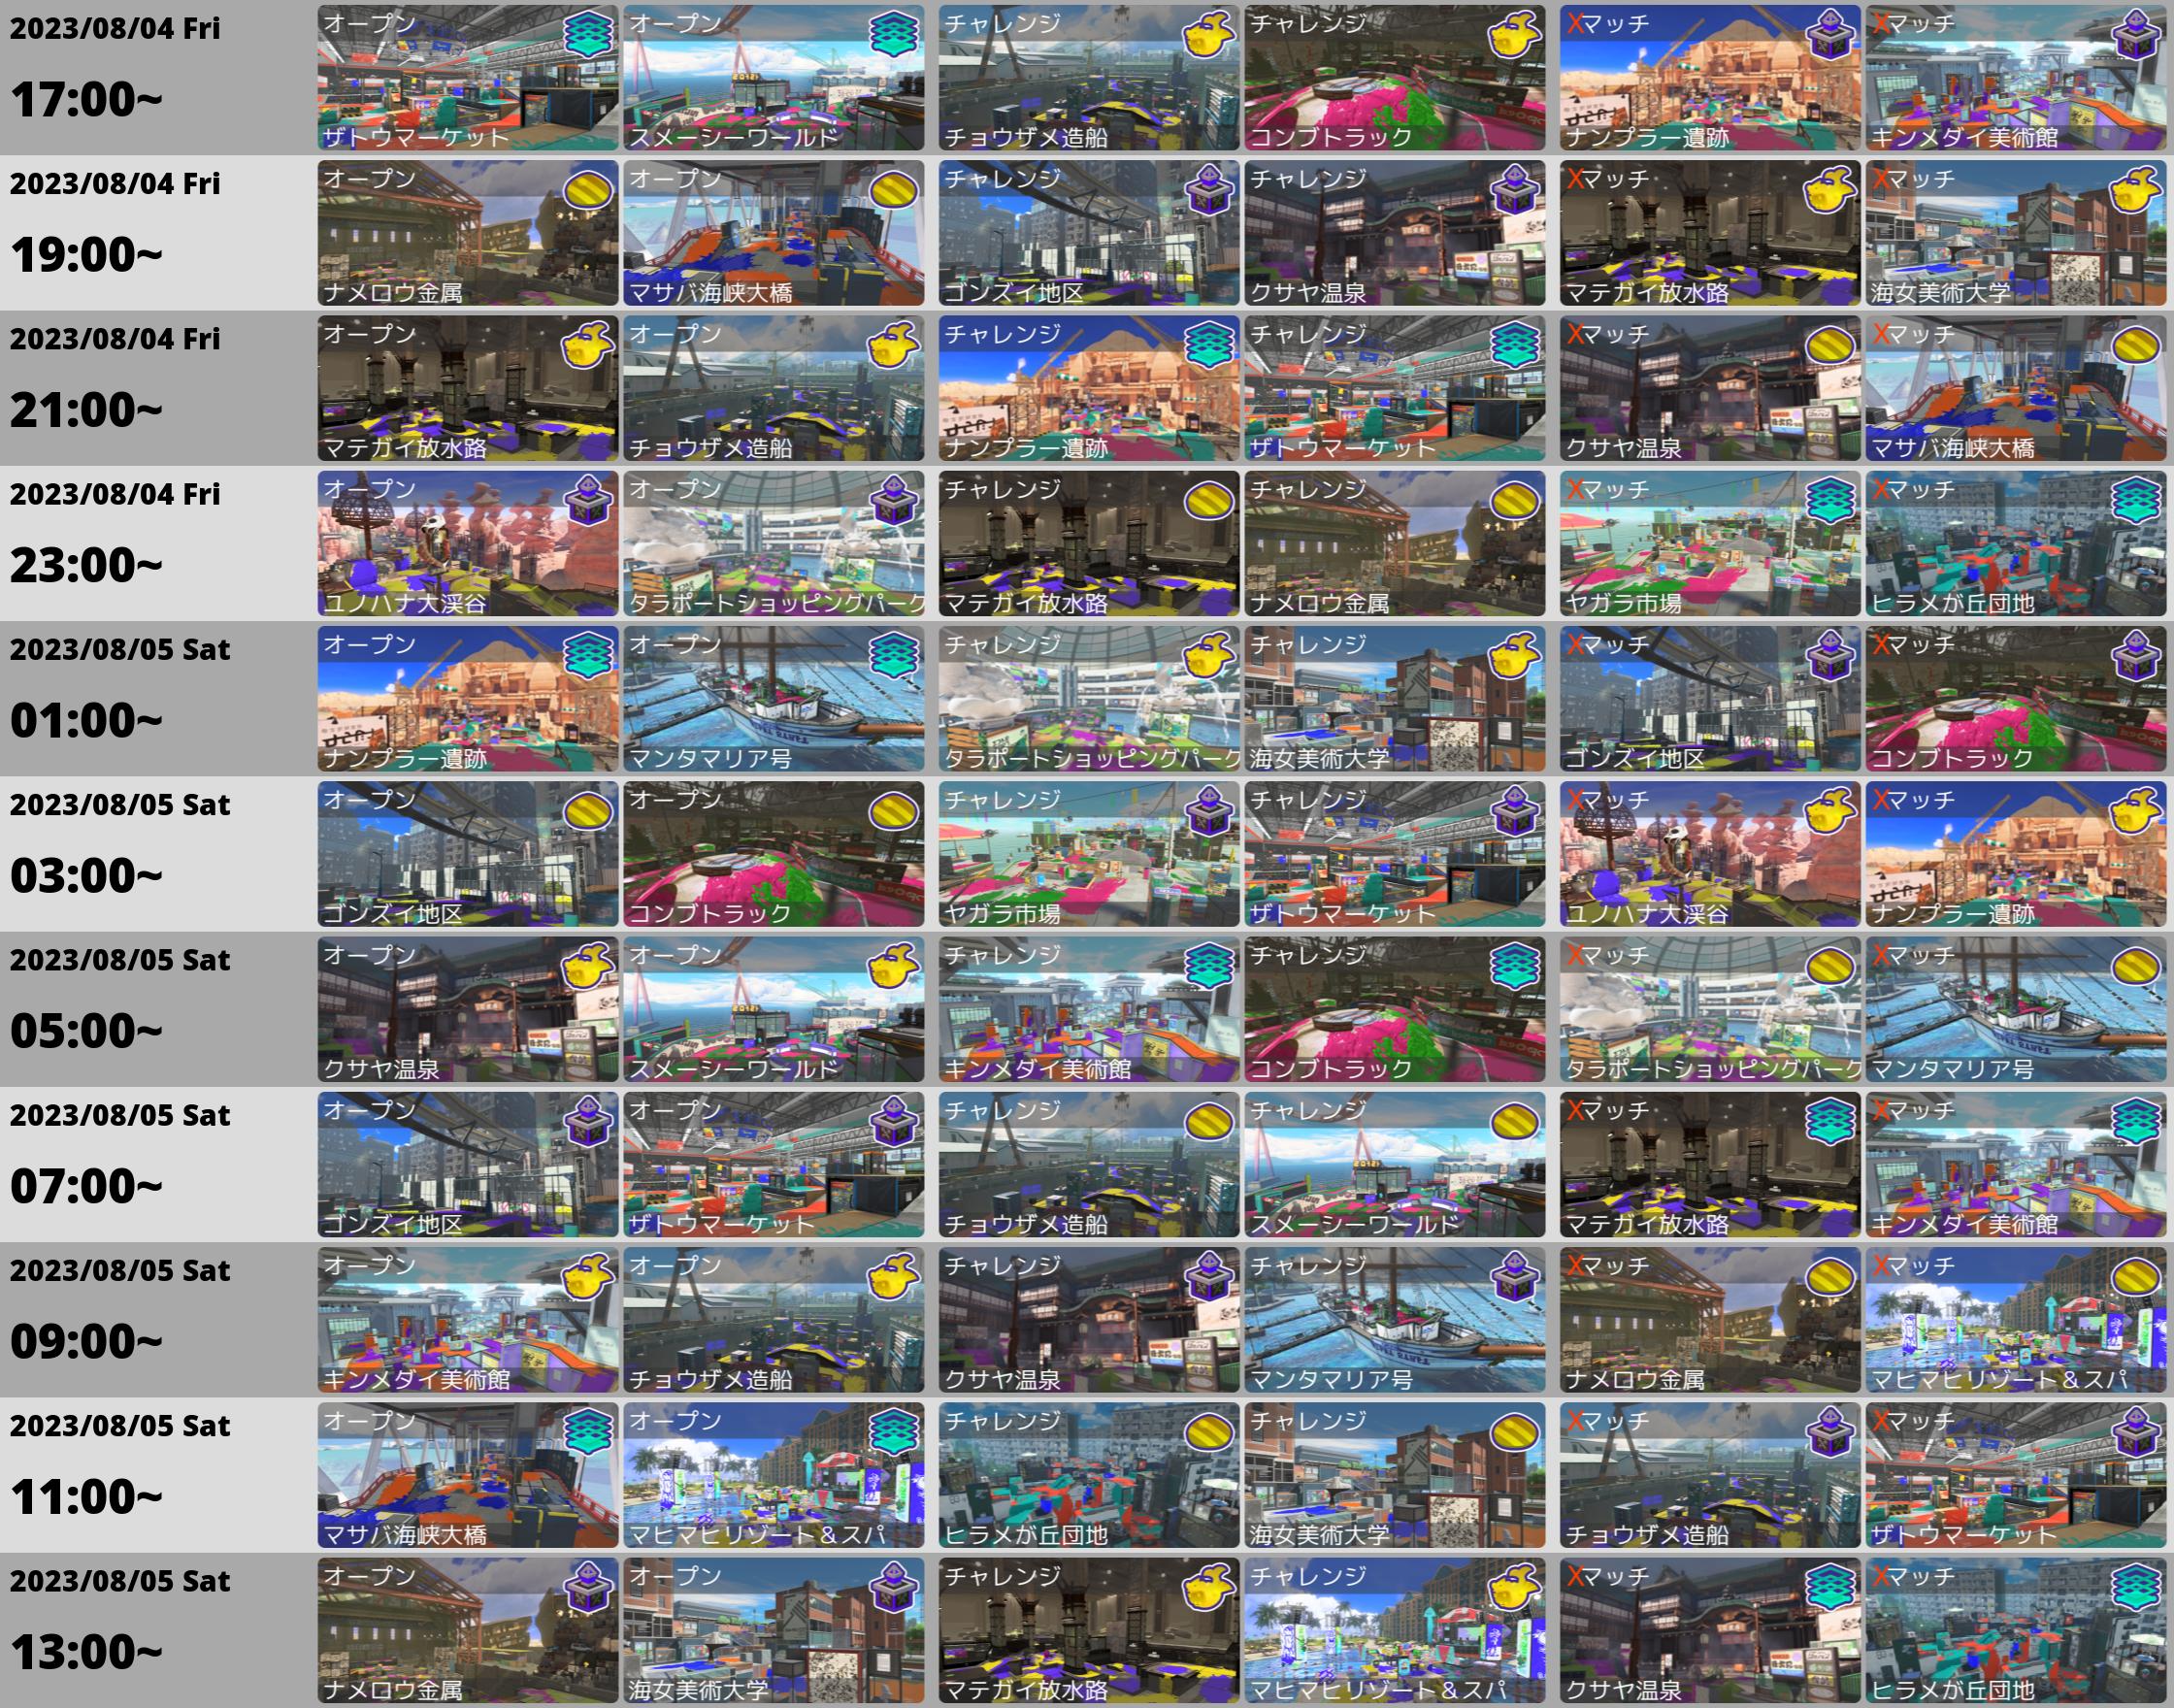 2023/08/04 Fri
17:00~
オープン
ザトウマーケット
オープン
スメーシーワールド
チャレンジ
チョウザメ造船
チャレンジ
コンブトラック
Xマッチ
ナンプラー遺跡
Xマッチ
キンメダイ美術館
2023/08/04 Fri
19:00~
オープン
ナメロウ金属
オープン
マサバ海峡大橋
チャレンジ
ゴンズイ地区
チャレンジ
クサヤ温泉
Xマッチ
マテガイ放水路
Xマッチ
海女美術大学
2023/08/04 Fri
21:00~
オープン
マテガイ放水路
オープン
チョウザメ造船
チャレンジ
ナンプラー遺跡
チャレンジ
ザトウマーケット
Xマッチ
クサヤ温泉
Xマッチ
マサバ海峡大橋
2023/08/04 Fri
23:00~
オープン
ユノハナ大渓谷
オープン
タラポートショッピングパーク
チャレンジ
マテガイ放水路
チャレンジ
ナメロウ金属
Xマッチ
ヤガラ市場
Xマッチ
ヒラメが丘団地
2023/08/05 Sat
01:00~
オープン
ナンプラー遺跡
オープン
マンタマリア号
チャレンジ
タラポートショッピングパーク
チャレンジ
海女美術大学
Xマッチ
ゴンズイ地区
Xマッチ
コンブトラック
2023/08/05 Sat
03:00~
オープン
ゴンズイ地区
オープン
コンブトラック
チャレンジ
ヤガラ市場
チャレンジ
ザトウマーケット
Xマッチ
ユノハナ大渓谷
Xマッチ
ナンプラー遺跡
2023/08/05 Sat
05:00~
オープン
クサヤ温泉
オープン
スメーシーワールド
チャレンジ
キンメダイ美術館
チャレンジ
コンブトラック
Xマッチ
タラポートショッピングパーク
Xマッチ
マンタマリア号
2023/08/05 Sat
07:00~
オープン
ゴンズイ地区
オープン
ザトウマーケット
チャレンジ
チョウザメ造船
チャレンジ
スメーシーワールド
Xマッチ
マテガイ放水路
Xマッチ
キンメダイ美術館
2023/08/05 Sat
09:00~
オープン
キンメダイ美術館
オープン
チョウザメ造船
チャレンジ
クサヤ温泉
チャレンジ
マンタマリア号
Xマッチ
ナメロウ金属
Xマッチ
マヒマヒリゾート&スパ
2023/08/05 Sat
11:00~
オープン
マサバ海峡大橋
オープン
マヒマヒリゾート&スパ
チャレンジ
ヒラメが丘団地
チャレンジ
海女美術大学
Xマッチ
チョウザメ造船
Xマッチ
ザトウマーケット
2023/08/05 Sat
13:00~
オープン
ナメロウ金属
オープン
海女美術大学
チャレンジ
マテガイ放水路
チャレンジ
マヒマヒリゾート&スパ
Xマッチ
クサヤ温泉
Xマッチ
ヒラメが丘団地